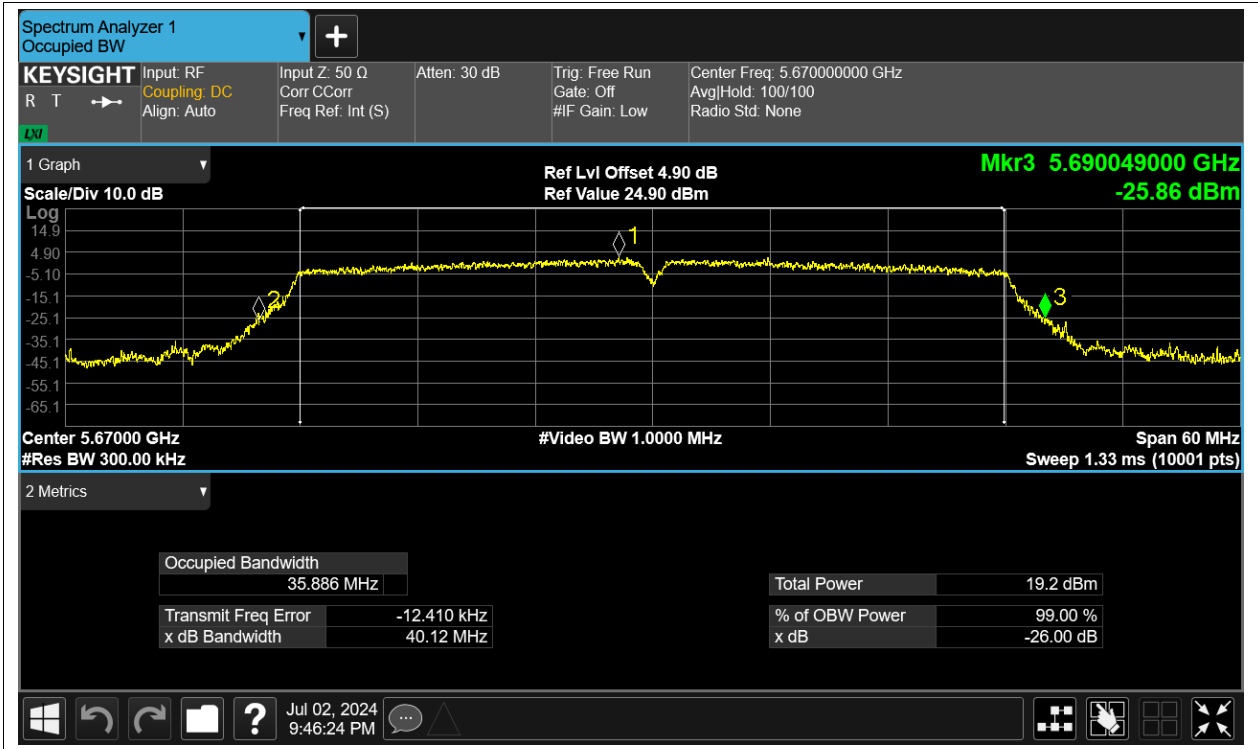 Spectrum Analyzer 1
Occupied BW
KEYSIGHT
R T
LXI
Input: RF
Coupling: DC
Align: Auto
Input Z: 50 Ω
Corr CCorr
Freq Ref: Int (S)
Atten: 30 dB
Trig: Free Run
Gate: Off
#IF Gain: Low
Center Freq: 5.670000000 GHz
Avg|Hold: 100/100
Radio Std: None
1 Graph
Scale/Div 10.0 dB
Ref Lvl Offset 4.90 dB
Ref Value 24.90 dBm
Mkr3 5.690049000 GHz
-25.86 dBm
Log
14.9
4.90
-5.10
-15.1
-25.1
-35.1
-45.1
-55.1
-65.1
1
2
3
Center 5.67000 GHz
#Res BW 300.00 kHz
#Video BW 1.0000 MHz
Span 60 MHz
Sweep 1.33 ms (10001 pts)
2 Metrics
Occupied Bandwidth
35.886 MHz
Transmit Freq Error -12.410 kHz
x dB Bandwidth 40.12 MHz
Total Power 19.2 dBm
% of OBW Power 99.00 %
x dB -26.00 dB
?
Jul 02, 2024
9:46:24 PM